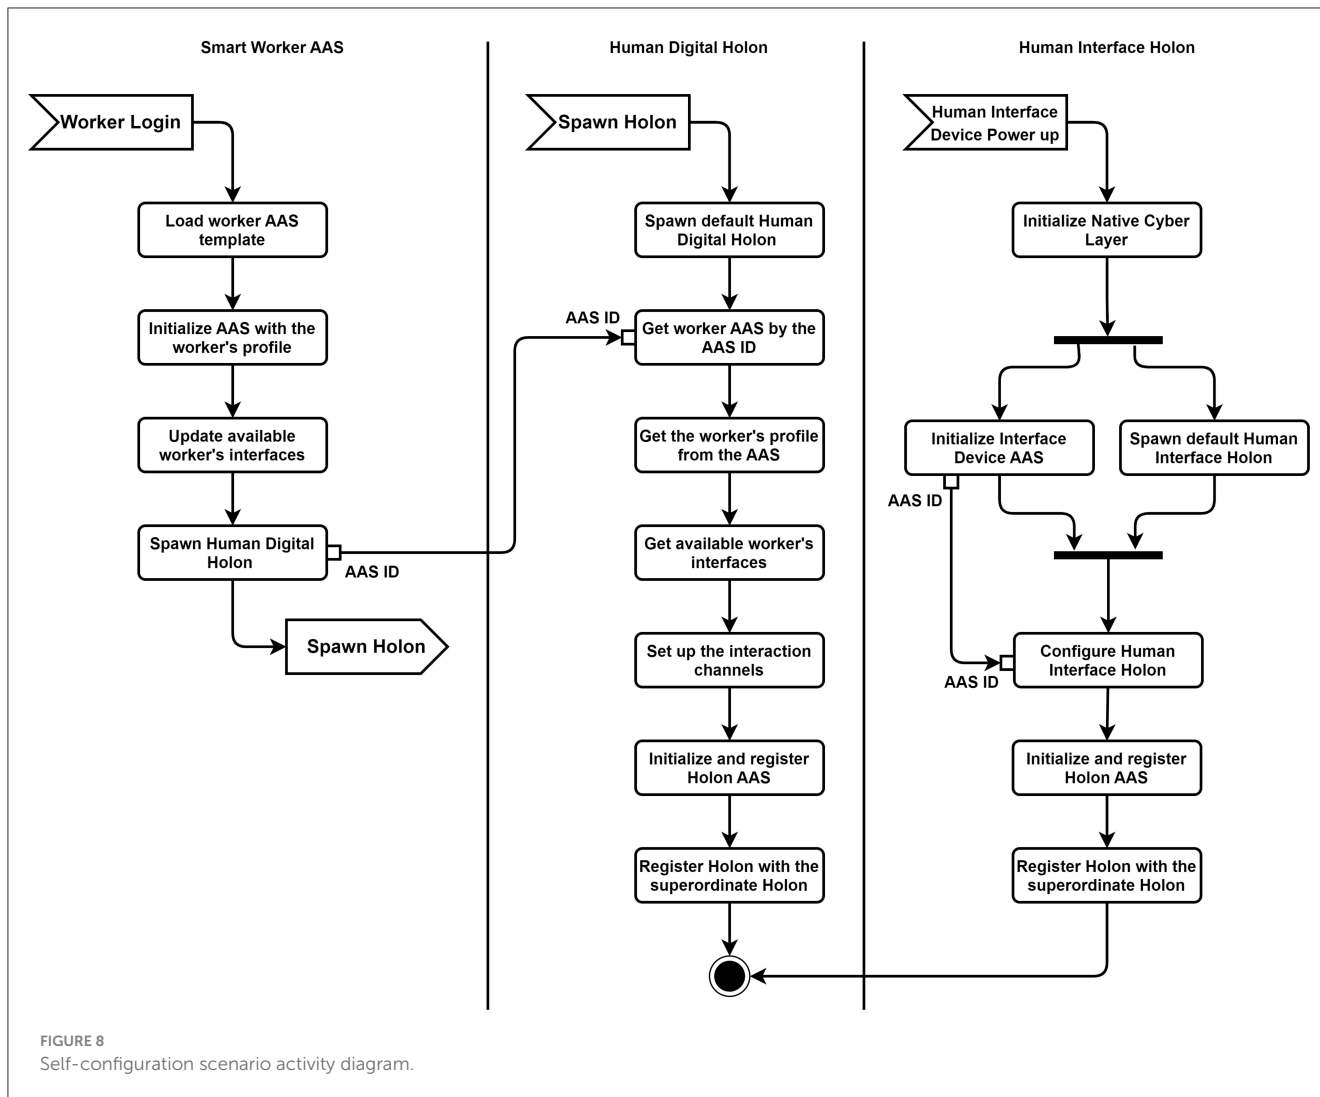 Smart Worker AAS
Worker Login
Load worker AAS
template
Initialize AAS with the
worker's profile
Update available
worker's interfaces
Spawn Human Digital
Holon
AAS ID
Spawn Holon
Human Digital Holon
Spawn Holon
Spawn default Human
Digital Holon
AAS ID
Get worker AAS by the
AAS ID
Get the worker's profile
from the AAS
Get available worker's
interfaces
Set up the interaction
channels
Initialize and register
Holon AAS
Register Holon with the
superordinate Holon
Human Interface Holon
Human Interface
Device Power up
Initialize Native Cyber
Layer
Initialize Interface
Device AAS
Spawn default Human
Interface Holon
AAS ID
AAS ID
Configure Human
Interface Holon
Initialize and register
Holon AAS
Register Holon with the
superordinate Holon
FIGURE 8
Self-configuration scenario activity diagram.